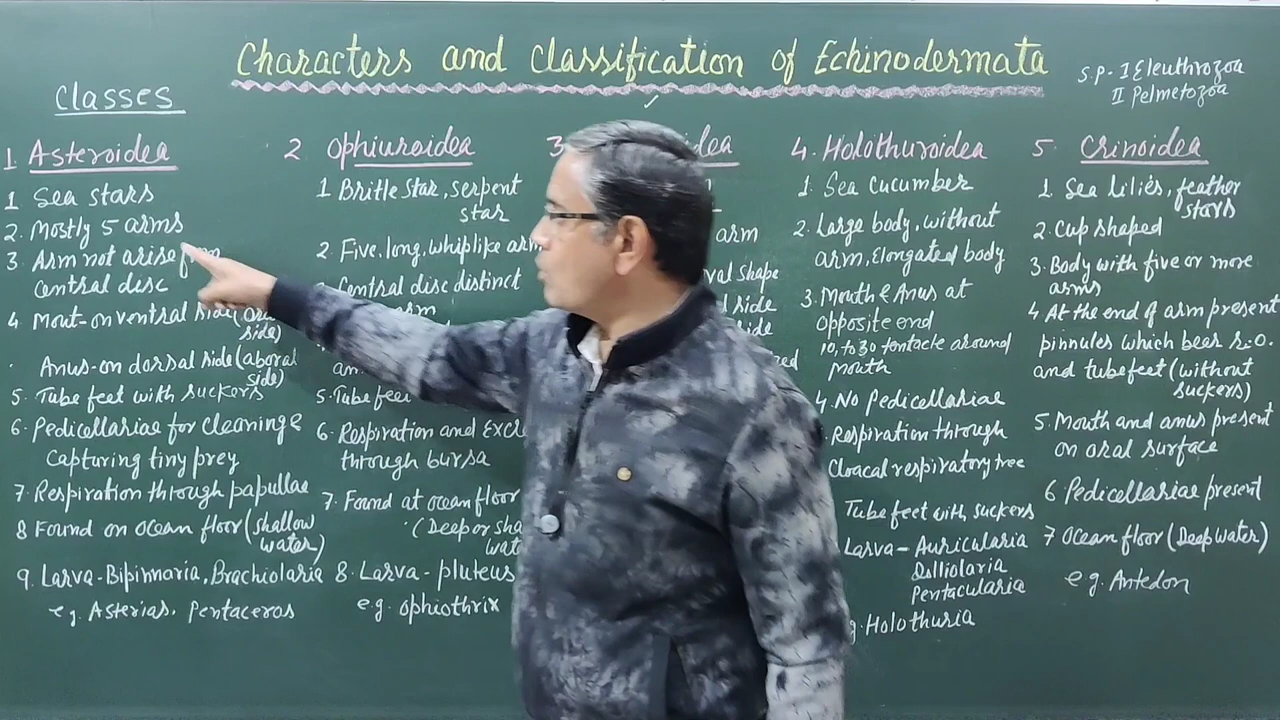 Characters and classification of Echinodermata
S.P- I Eleuthrozoa
II Pelmetozoa
Classes
1. Asteroidea
1 Sea stars
2. Mostly 5 arms
3. Arm not arise from
central disc
4 Mout-on ventral side(oral
side)
Anus-on dorsal side(aboral
side)
5. Tube feet with suckers
6. Pedicellariae for cleaning &
Capturing tiny prey
7. Respiration through papullae
8 Found on Ocean floor(shallow
water)
9. Larva-Bipinnaria, Brachiolaria
e.g. Asterias. Pentaceros
2 Ophiuroidea
1 Britle star, serpent
star
2. Five, long, whiplike arm
Central disc distinct
arm
5. Tube feet
6. Respiration and
through bursa
7. Found at ocean floor
(Deep or
8. Larva - pluteus
e.g. Ophiothrix
3
arm
shape
side
side
4. Holothuroidea
1. Sea cucumber
2. Large body, without
arm, Elongated body
3. Mouth & Anus at
Opposite end
10, to 30 tentacle around
mouth
4. No Pedicellariae
Respiration through
Cloacal respiratory tree
Tube feet with suckers
Larva - Auricularia
Dolliolaria
Pentacularia
Holothuria
5. Crinoidea
1. Sea Lilies, feather
stars
2. Cup shaped
3. Body with five or more
arms
4 At the end of arm present
pinnules which bear r.o.
and tubefeet (without
suckers)
5. Mouth and anus present
on oral surface
6 Pedicellariae present
7 Ocean floor (Deep water)
e.g. Antedon